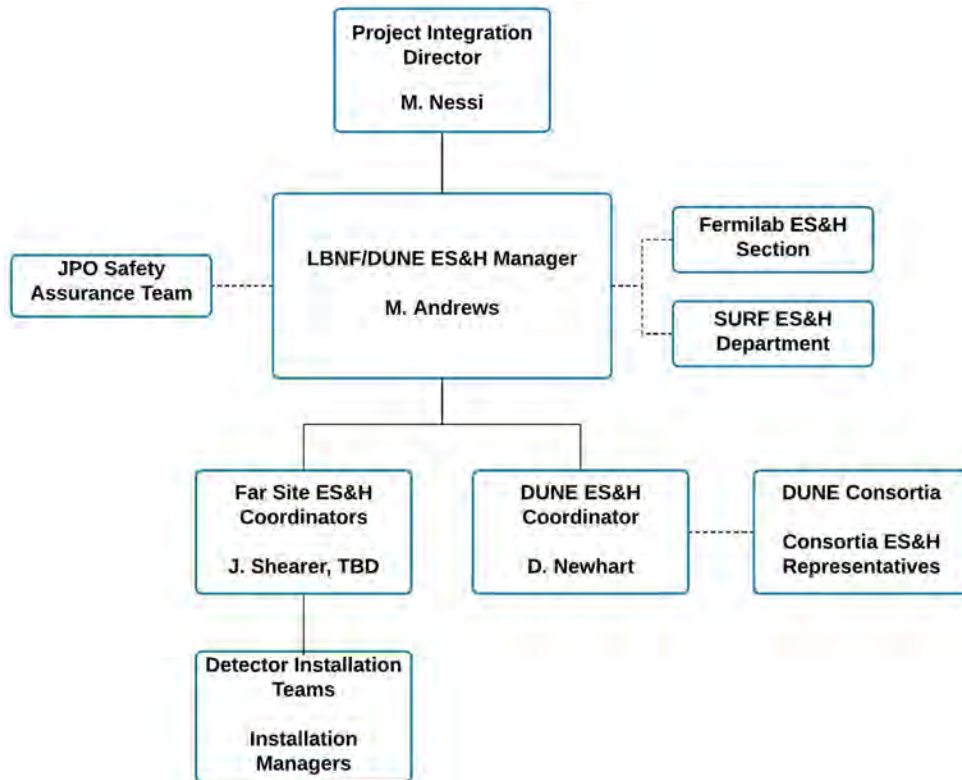 Project Integration
Director
M. Nessi
LBNF/DUNE ES&H Manager
M. Andrews
JPO Safety
Assurance Team
Fermilab ES&H
Section
SURF ES&H
Department
Far Site ES&H
Coordinators
J. Shearer, TBD
DUNE ES&H
Coordinator
D. Newhart
DUNE Consortia
Consortia ES&H
Representatives
Detector Installation
Teams
Installation
Managers